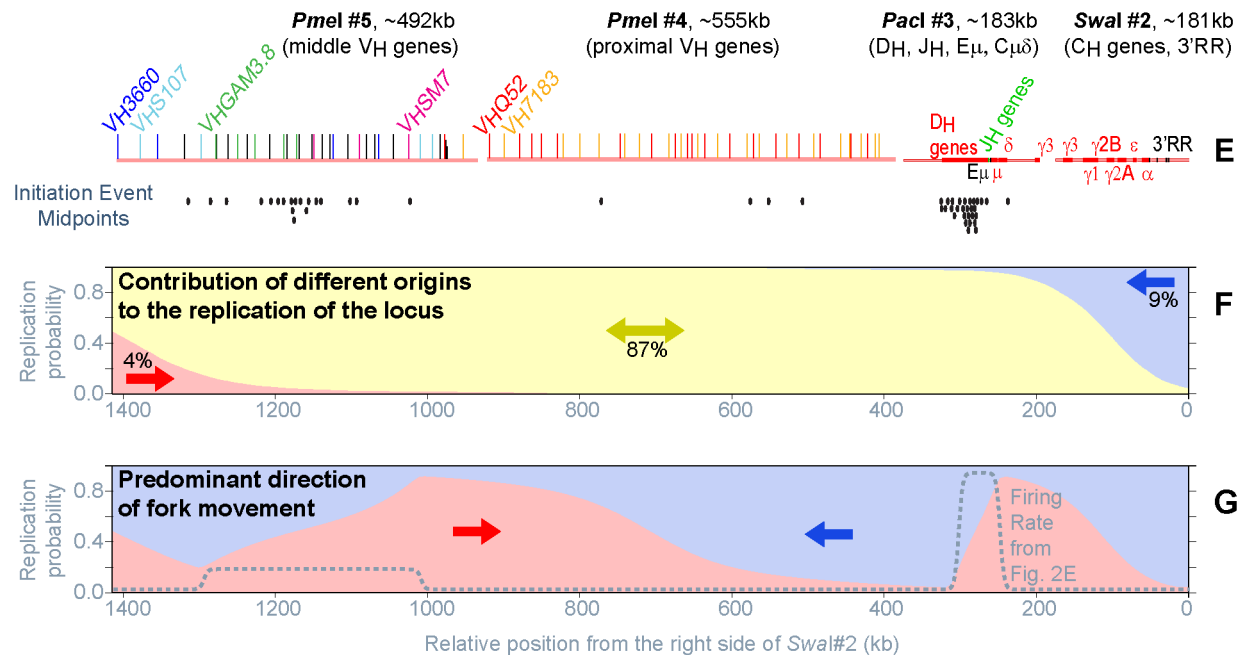 PmeI #5, ~492kb
(middle VH genes)
PmeI #4, ~555kb
(proximal VH genes)
PacI #3, ~183kb
(DH, JH, Eμ, Cμδ)
SwaI #2, ~181kb
(CH genes, 3'RR)
VH3660
VHS107
VHGAM3.8
VHSM7
VHQ52
VH7183
DH
genes
JH genes
δ
γ3
γ3
γ2B
ε
3'RR
E
Eμ
μ
γ1
γ2A
α
Initiation Event
Midpoints
Contribution of different origins
to the replication of the locus
F
Replication
probability
0.8
0.4
0.0
4%
87%
9%
1400
1200
1000
800
600
400
200
0
Predominant direction
of fork movement
G
Replication
probability
0.8
0.4
0.0
Firing
Rate
from
Fig. 2E
1400
1200
1000
800
600
400
200
0
Relative position from the right side of SwaI#2 (kb)